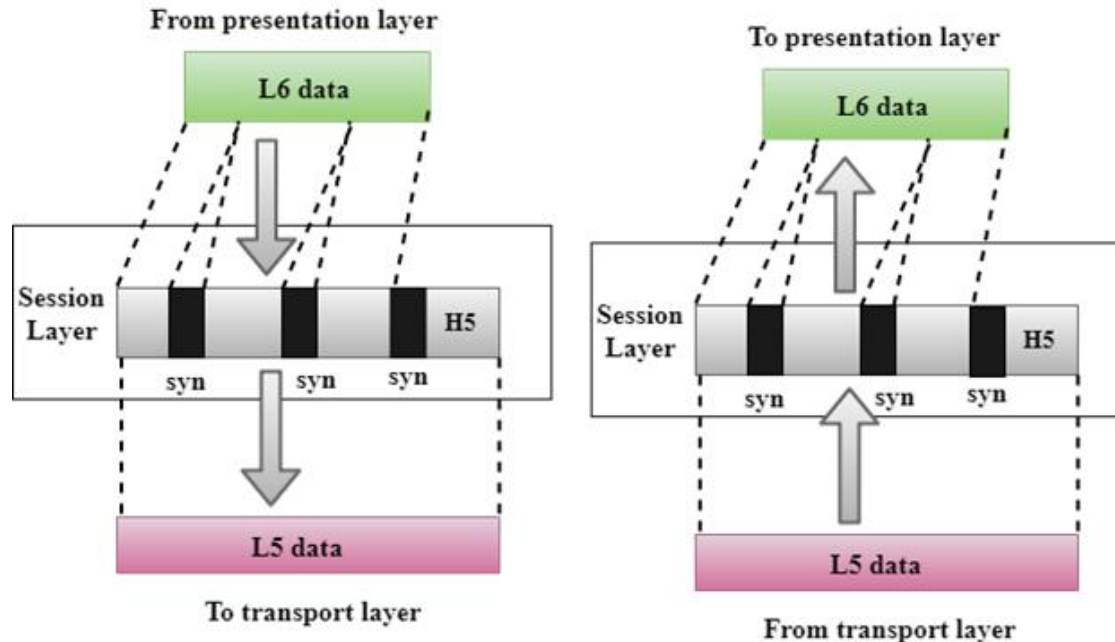 From presentation layer
L6 data
Session
Layer
H5
syn
syn
syn
L5 data
To transport layer
To presentation layer
L6 data
Session
Layer
H5
syn
syn
syn
L5 data
From transport layer